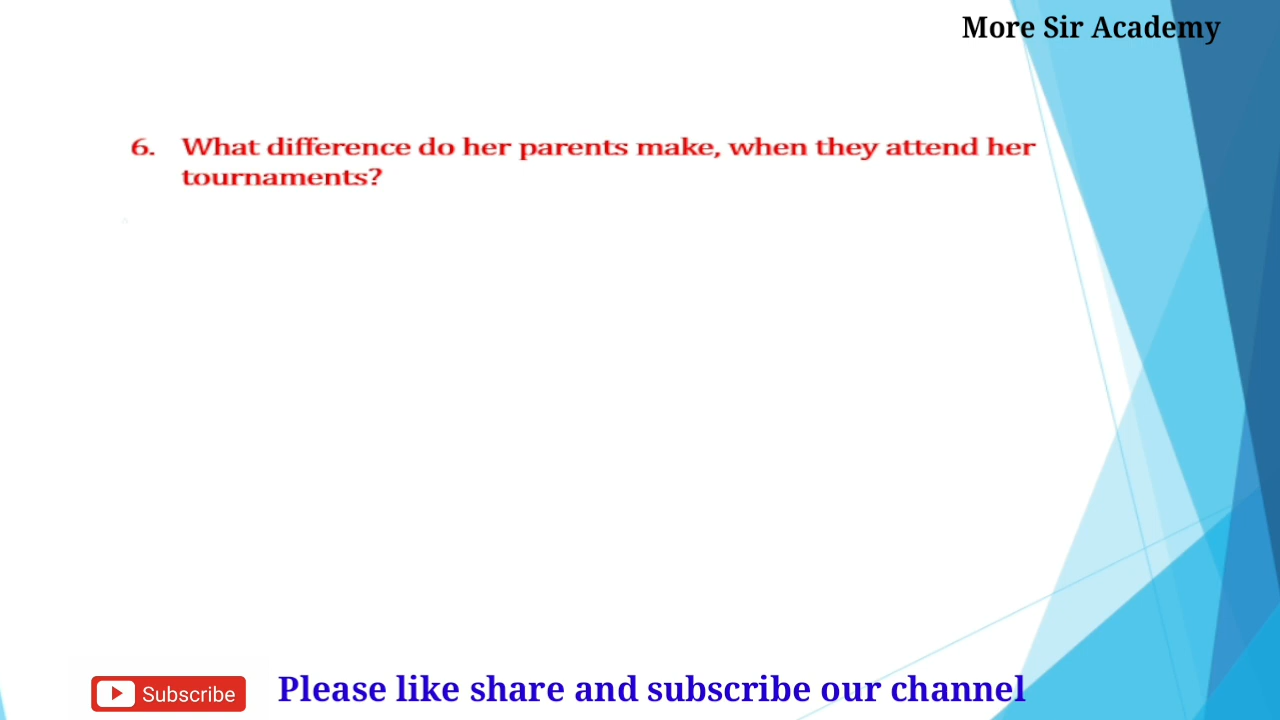 More Sir Academy
6. What difference do her parents make, when they attend her
tournaments?
Subscribe
Please like share and subscribe our channel